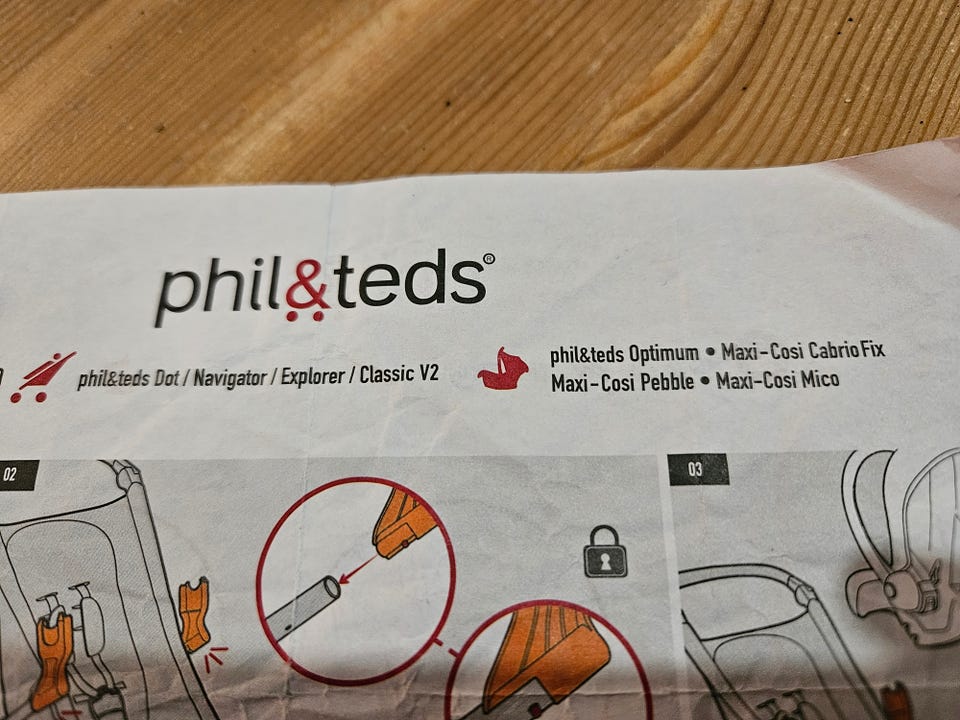 phil&teds®
phil&teds Dot / Navigator / Explorer / Classic V2
phil&teds Optimum • Maxi-Cosi CabrioFix
Maxi-Cosi Pebble • Maxi-Cosi Mico
02
03